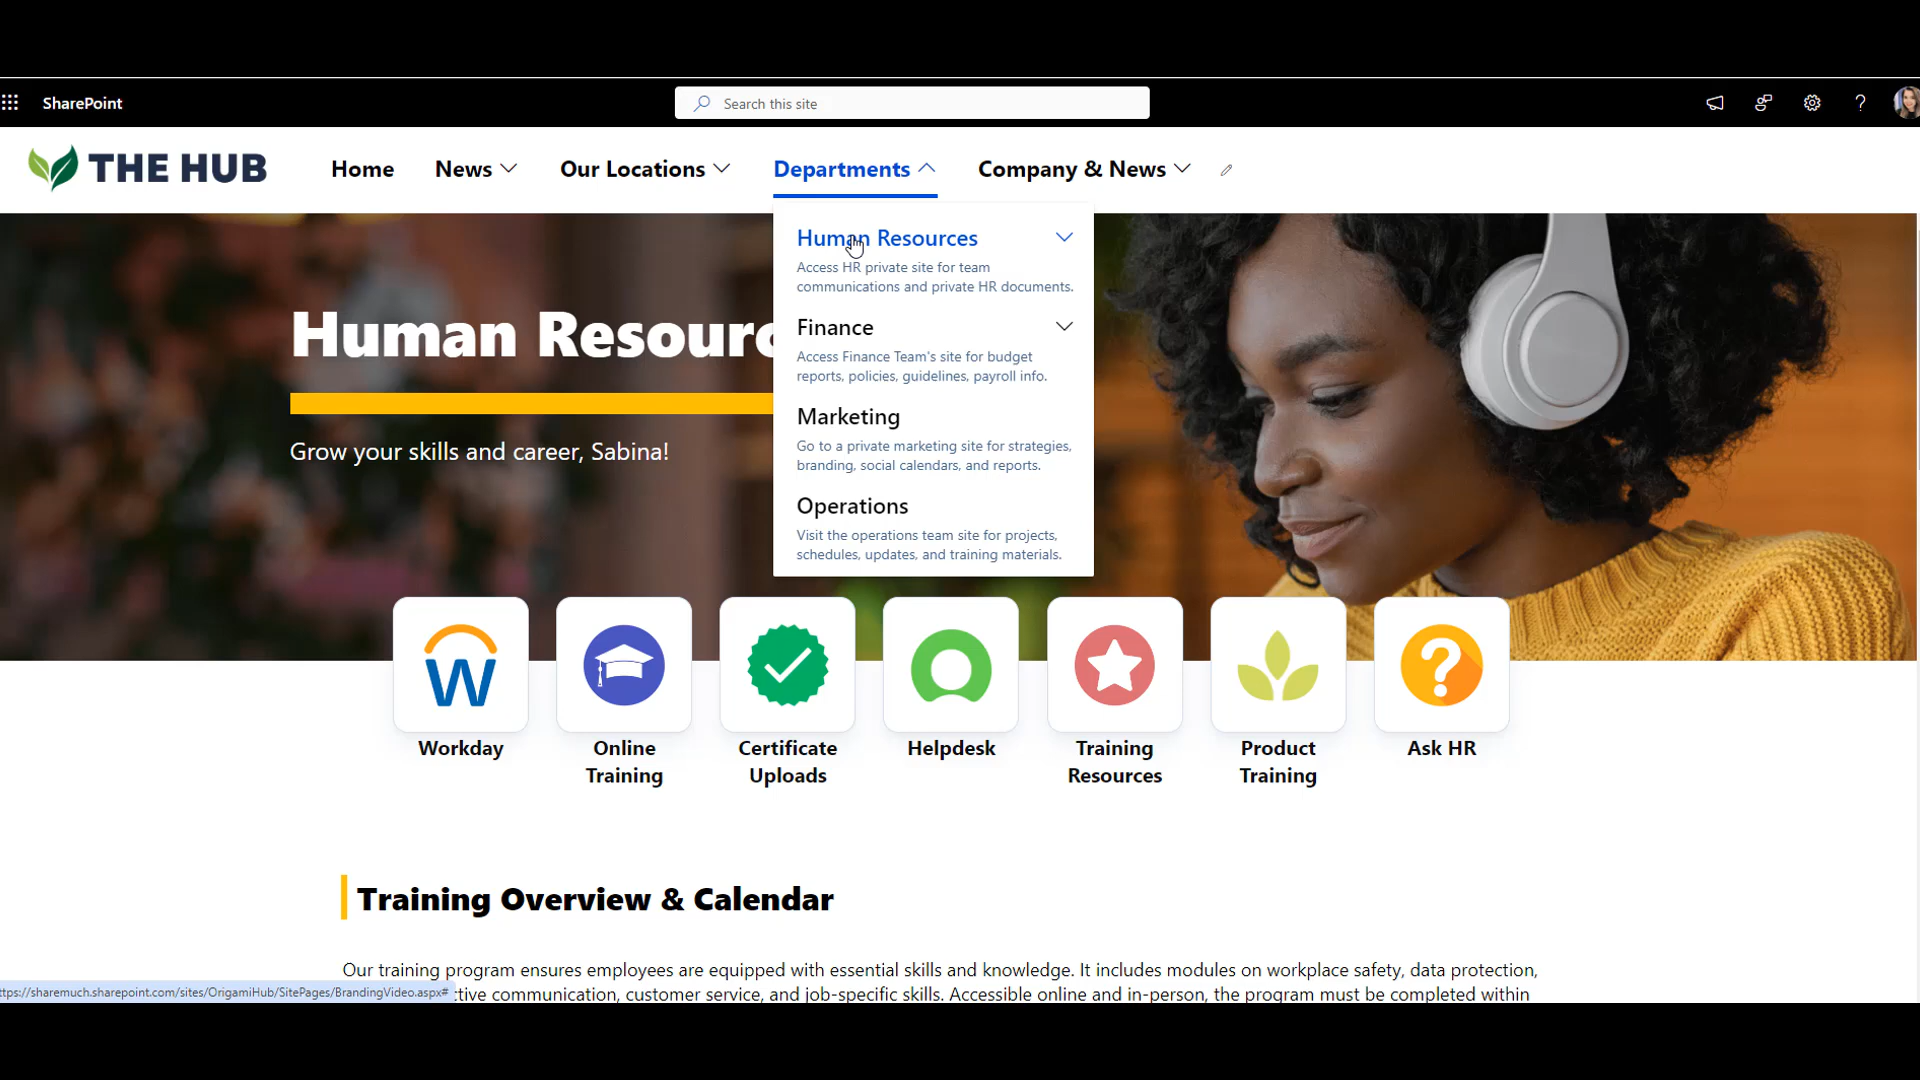 SharePoint
Search this site
THE HUB
Home
News
Our Locations
Departments
Company & News
Human Resources
Access HR private site for team
communications and private HR documents.
Finance
Access Finance Team's site for budget
reports, policies, guidelines, payroll info.
Marketing
Go to a private marketing site for strategies,
branding, social calendars, and reports.
Operations
Visit the operations team site for projects,
schedules, updates, and training materials.
Human Resourc
Grow your skills and career, Sabina!
W
Workday
Online
Training
Certificate
Uploads
Helpdesk
Training
Resources
Product
Training
Ask HR
Training Overview & Calendar
Our training program ensures employees are equipped with essential skills and knowledge. It includes modules on workplace safety, data protection,
tive communication, customer service, and job-specific skills. Accessible online and in-person, the program must be completed within
ttps://sharemuch.sharepoint.com/sites/OrigamiHub/SitePages/BrandingVideo.aspx#